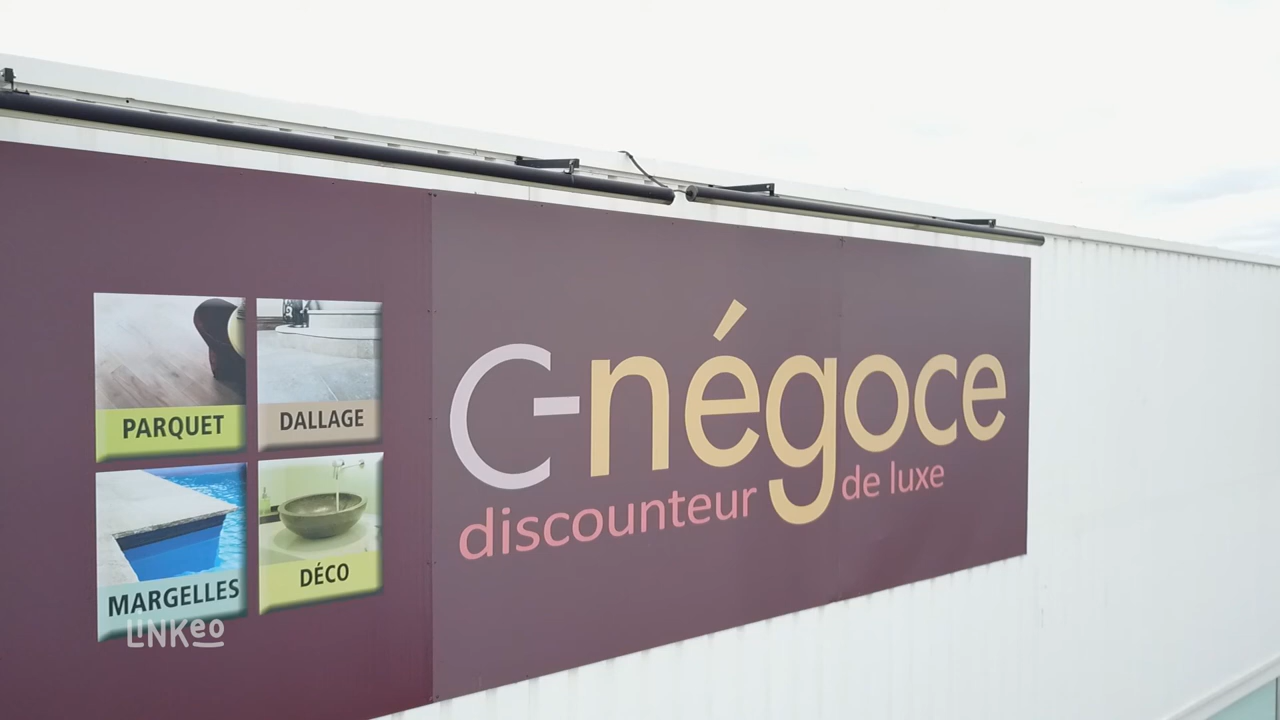 PARQUET
DALLAGE
MARGELLES
DÉCO
c-négoce
discounteur de luxe
LINKeo